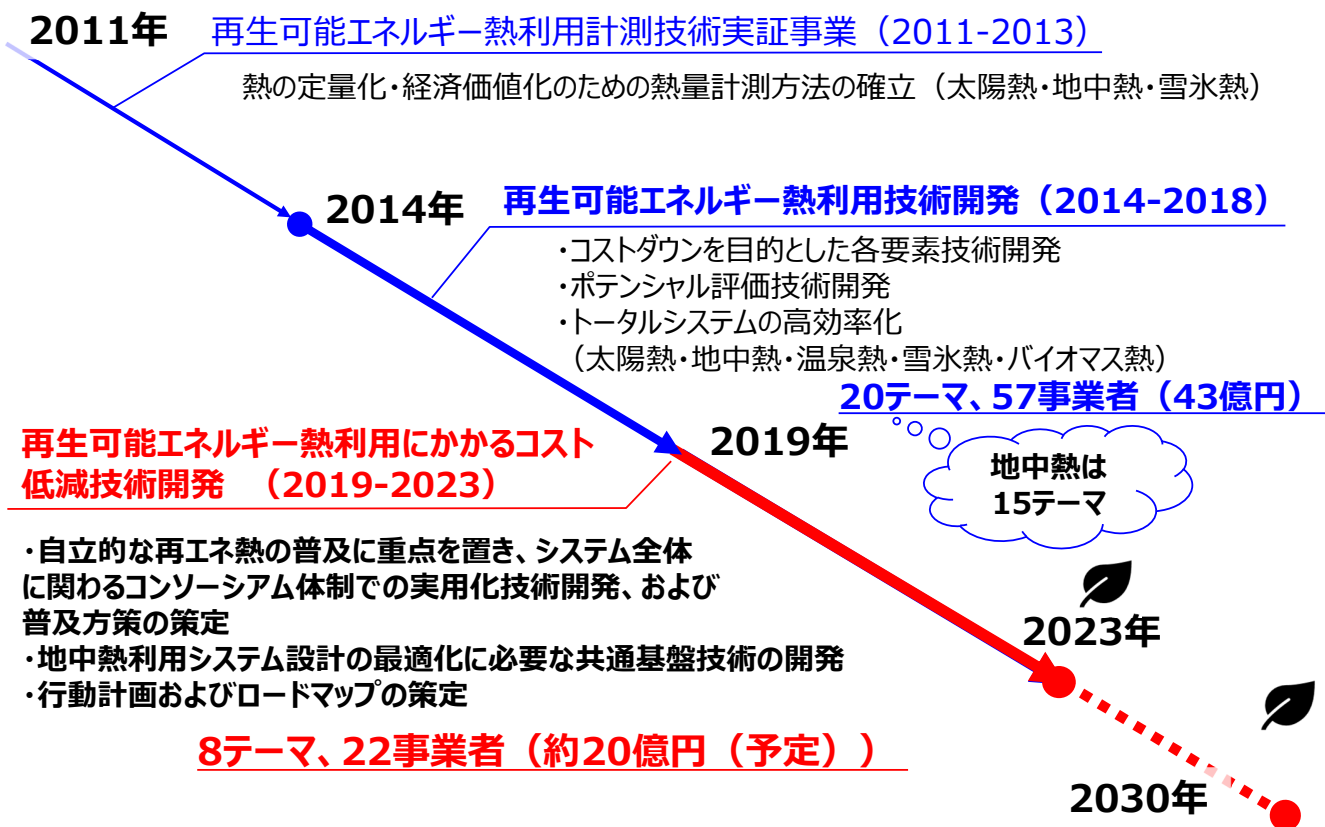 2011年
再生可能エネルギー熱利用計測技術実証事業（2011-2013）
熱の定量化・経済価値化のための熱量計測方法の確立（太陽熱・地中熱・雪氷熱）
2014年
再生可能エネルギー熱利用技術開発（2014-2018）
・コストダウンを目的とした各要素技術開発
・ポテンシャル評価技術開発
・トータルシステムの高効率化
（太陽熱・地中熱・温泉熱・雪氷熱・バイオマス熱）
20テーマ、57事業者（43億円）
地中熱は
15テーマ
2019年
再生可能エネルギー熱利用にかかるコスト
低減技術開発　（2019-2023）
・自立的な再エネ熱の普及に重点を置き、システム全体
に関わるコンソーシアム体制での実用化技術開発、および
普及方策の策定
・地中熱利用システム設計の最適化に必要な共通基盤技術の開発
・行動計画およびロードマップの策定
8テーマ、22事業者（約20億円（予定））
2023年
2030年